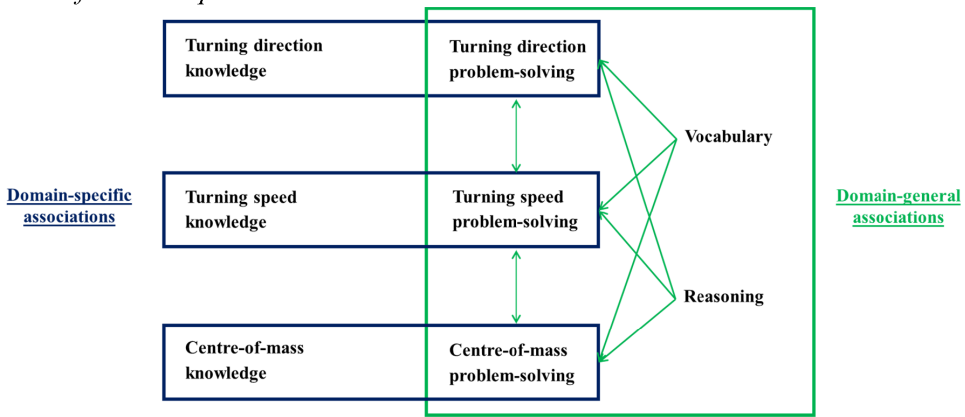 Turning direction
knowledge
Turning direction
problem-solving
Vocabulary
Domain-specific
associations
Turning speed
knowledge
Turning speed
problem-solving
Domain-general
associations
Reasoning
Centre-of-mass
knowledge
Centre-of-mass
problem-solving